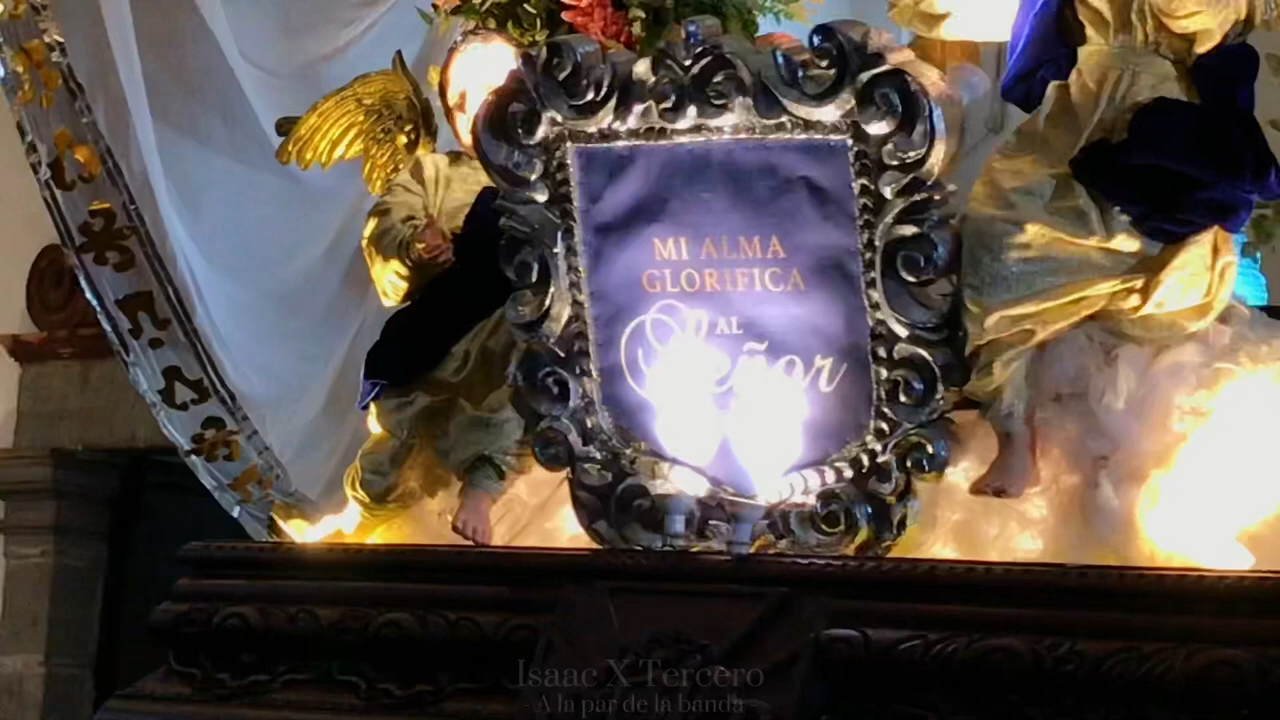 MI ALMA
GLORIFICA
AL
Señor
Isaac X Tercero
- A la par de la banda -